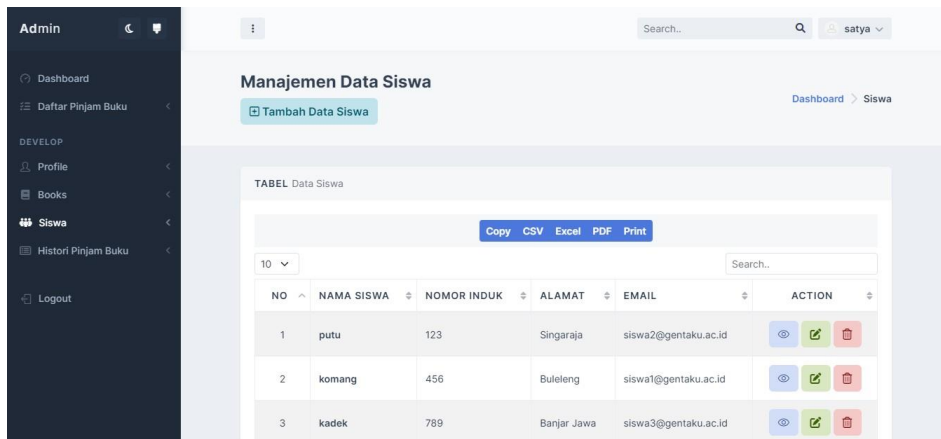 Admin
Search..
satya
Dashboard
Daftar Pinjam Buku
DEVELOP
Profile
Books
Siswa
Histori Pinjam Buku
Logout
Manajemen Data Siswa
Tambah Data Siswa
Dashboard > Siswa
TABEL Data Siswa
Copy CSV Excel PDF Print
10
Search..
NO NAMA SISWA NOMOR INDUK ALAMAT EMAIL ACTION
1 putu 123 Singaraja siswa2@gentaku.ac.id
2 komang 456 Buleleng siswa1@gentaku.ac.id
3 kadek 789 Banjar Jawa siswa3@gentaku.ac.id